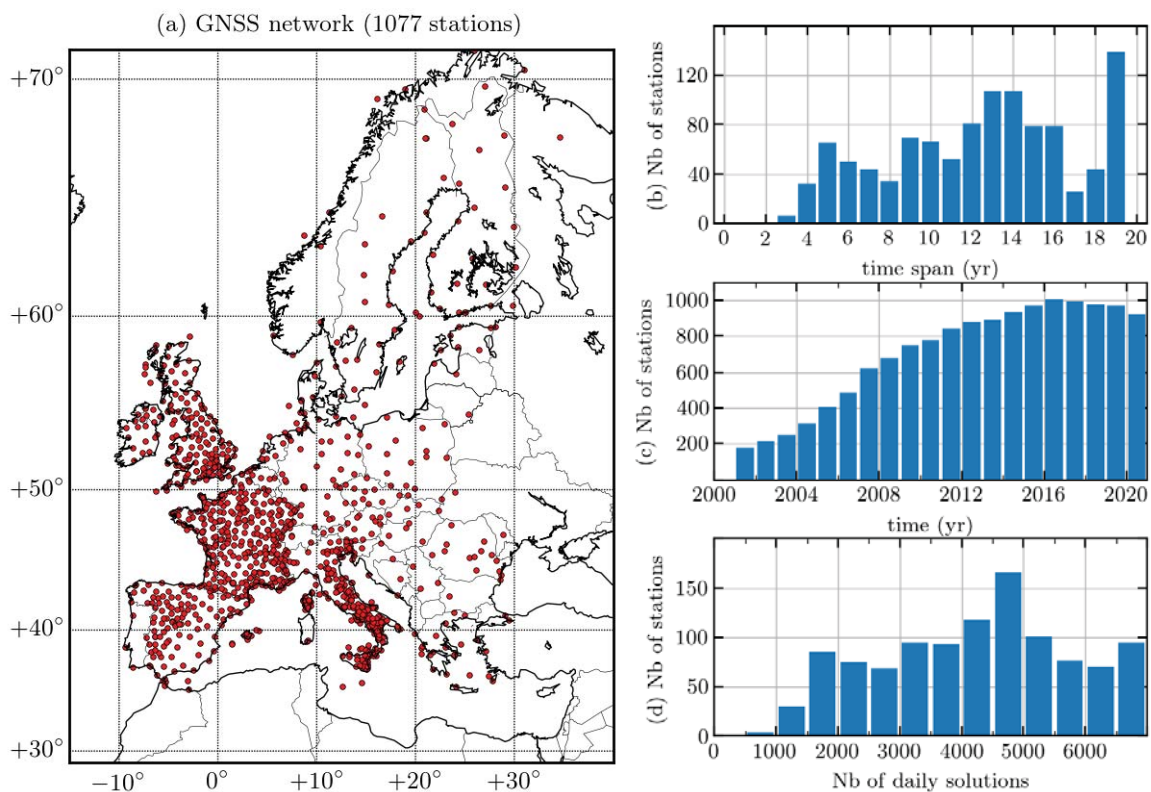 (a) GNSS network (1077 stations)
+70°
+60°
+50°
+40°
+30°
−10° 0° +10° +20° +30°
(b) Nb of stations
120
80
40
0
0 2 4 6 8 10 12 14 16 18 20
time span (yr)
(c) Nb of stations
1000
800
600
400
200
2000 2004 2008 2012 2016 2020
time (yr)
(d) Nb of stations
150
100
50
0
0 1000 2000 3000 4000 5000 6000
Nb of daily solutions